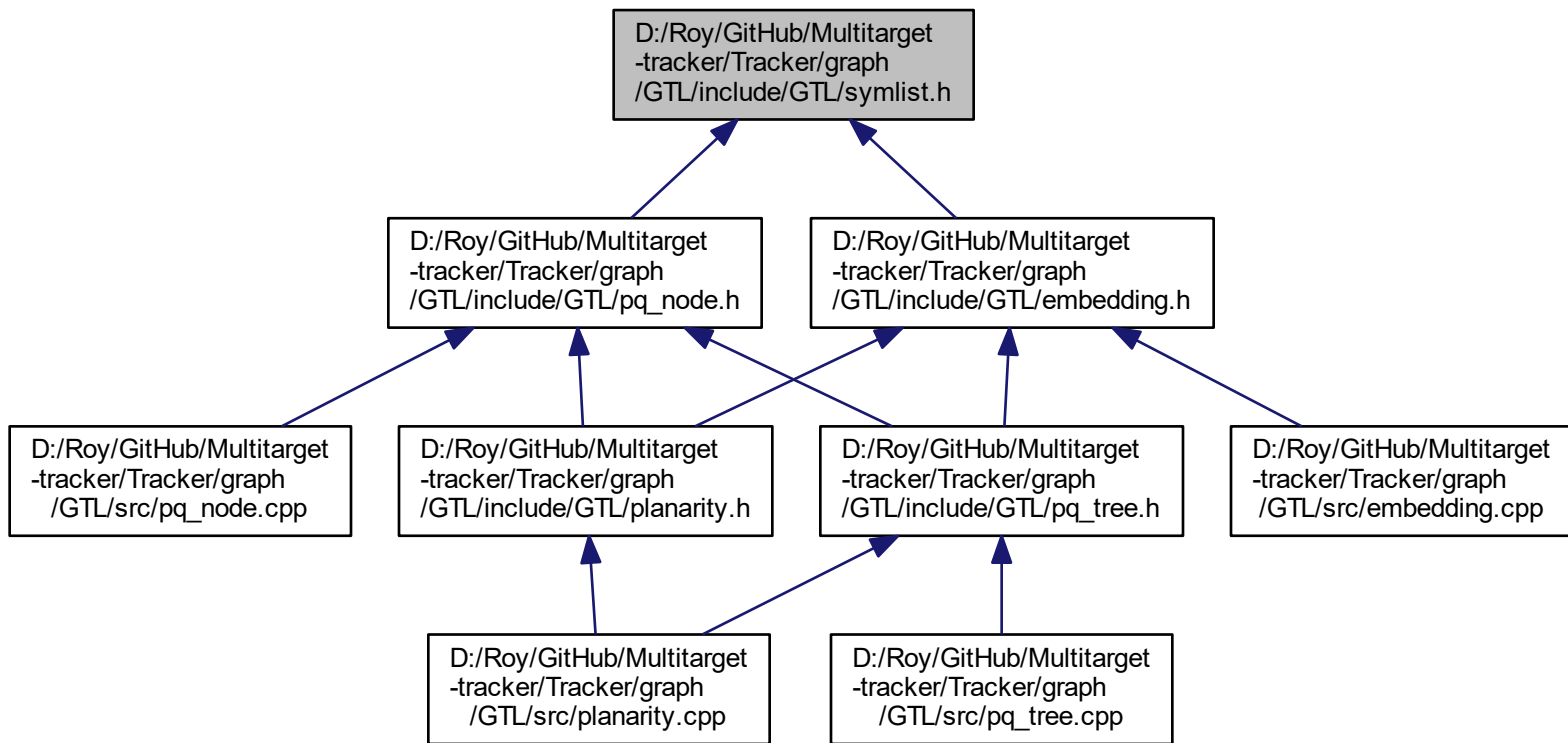 D:/Roy/GitHub/Multitarget
-tracker/Tracker/graph
/GTL/include/GTL/symlist.h
D:/Roy/GitHub/Multitarget
-tracker/Tracker/graph
/GTL/include/GTL/pq_node.h
D:/Roy/GitHub/Multitarget
-tracker/Tracker/graph
/GTL/include/GTL/embedding.h
D:/Roy/GitHub/Multitarget
-tracker/Tracker/graph
/GTL/src/pq_node.cpp
D:/Roy/GitHub/Multitarget
-tracker/Tracker/graph
/GTL/include/GTL/planarity.h
D:/Roy/GitHub/Multitarget
-tracker/Tracker/graph
/GTL/include/GTL/pq_tree.h
D:/Roy/GitHub/Multitarget
-tracker/Tracker/graph
/GTL/src/embedding.cpp
D:/Roy/GitHub/Multitarget
-tracker/Tracker/graph
/GTL/src/planarity.cpp
D:/Roy/GitHub/Multitarget
-tracker/Tracker/graph
/GTL/src/pq_tree.cpp